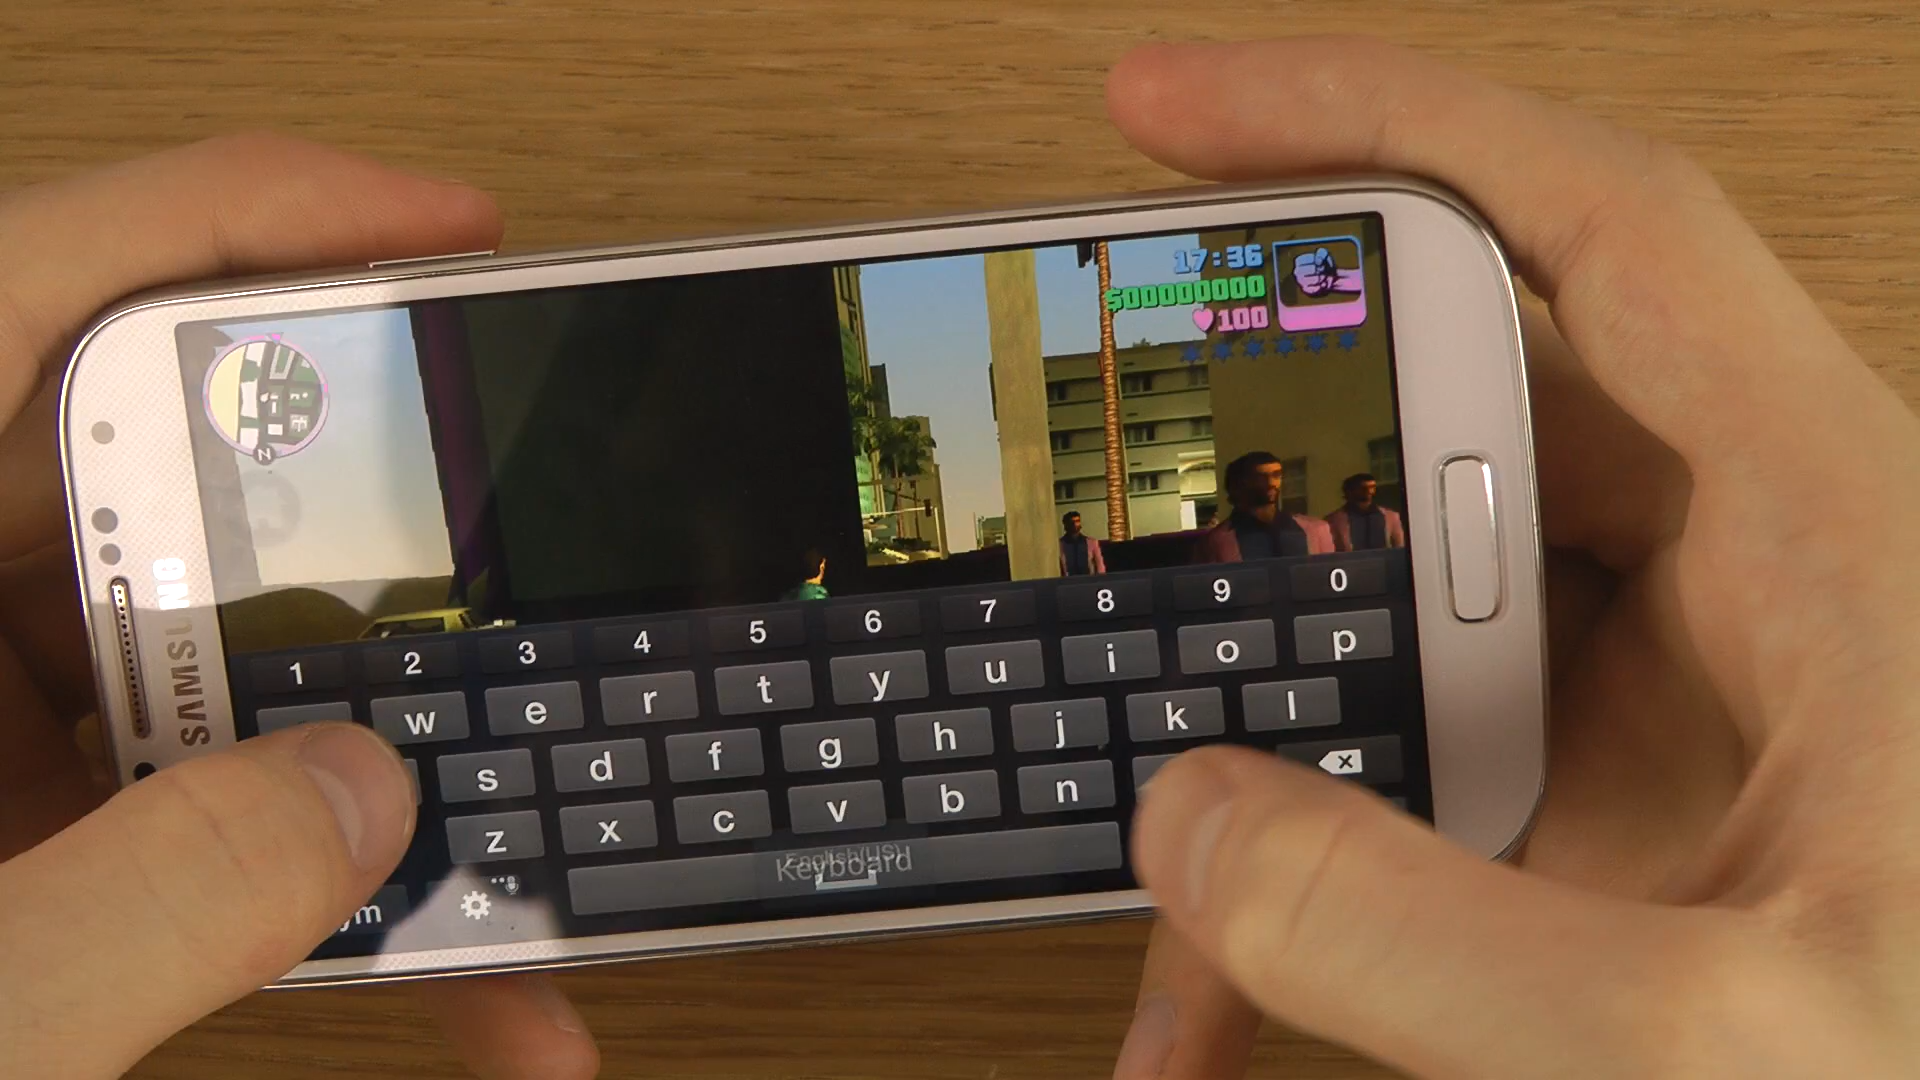 17:36
$00000000
100
N
SAMSUNG
1 2 3 4 5 6 7 8 9 0
w e r t y u i o p
s d f g h j k l
z x c v b n
English(US)
Keyboard